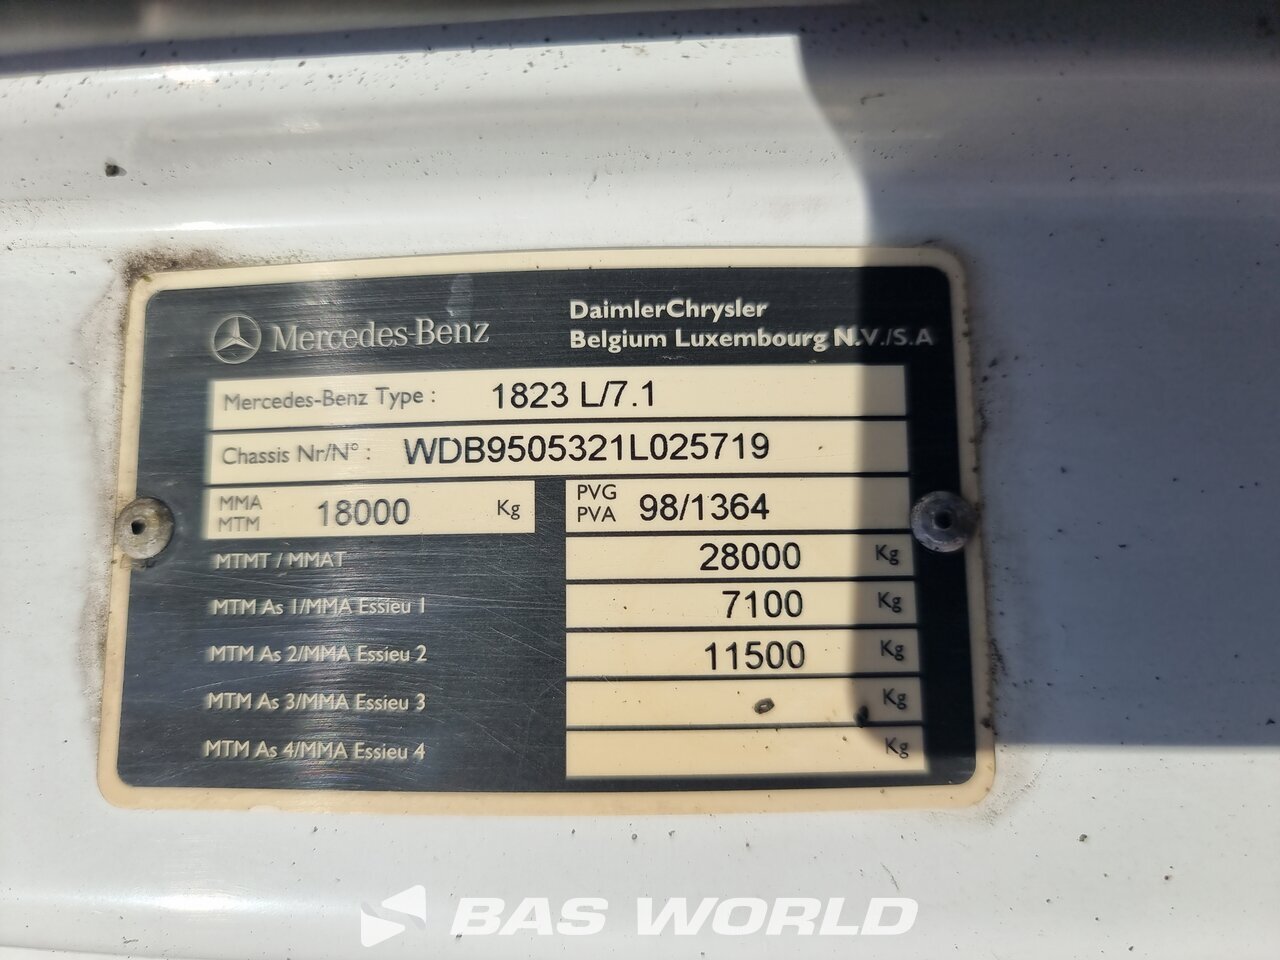 Mercedes-Benz
DaimlerChrysler
Belgium Luxembourg N.V./S.A
Mercedes-Benz Type : 1823 L/7.1
Chassis Nr/N° : WDB9505321L025719
MMA
MTM 18000 Kg
PVG
PVA 98/1364
MTMT / MMAT 28000 Kg
MTM As 1/MMA Essieu 1 7100 Kg
MTM As 2/MMA Essieu 2 11500 Kg
MTM As 3/MMA Essieu 3 Kg
MTM As 4/MMA Essieu 4 Kg
BAS WORLD